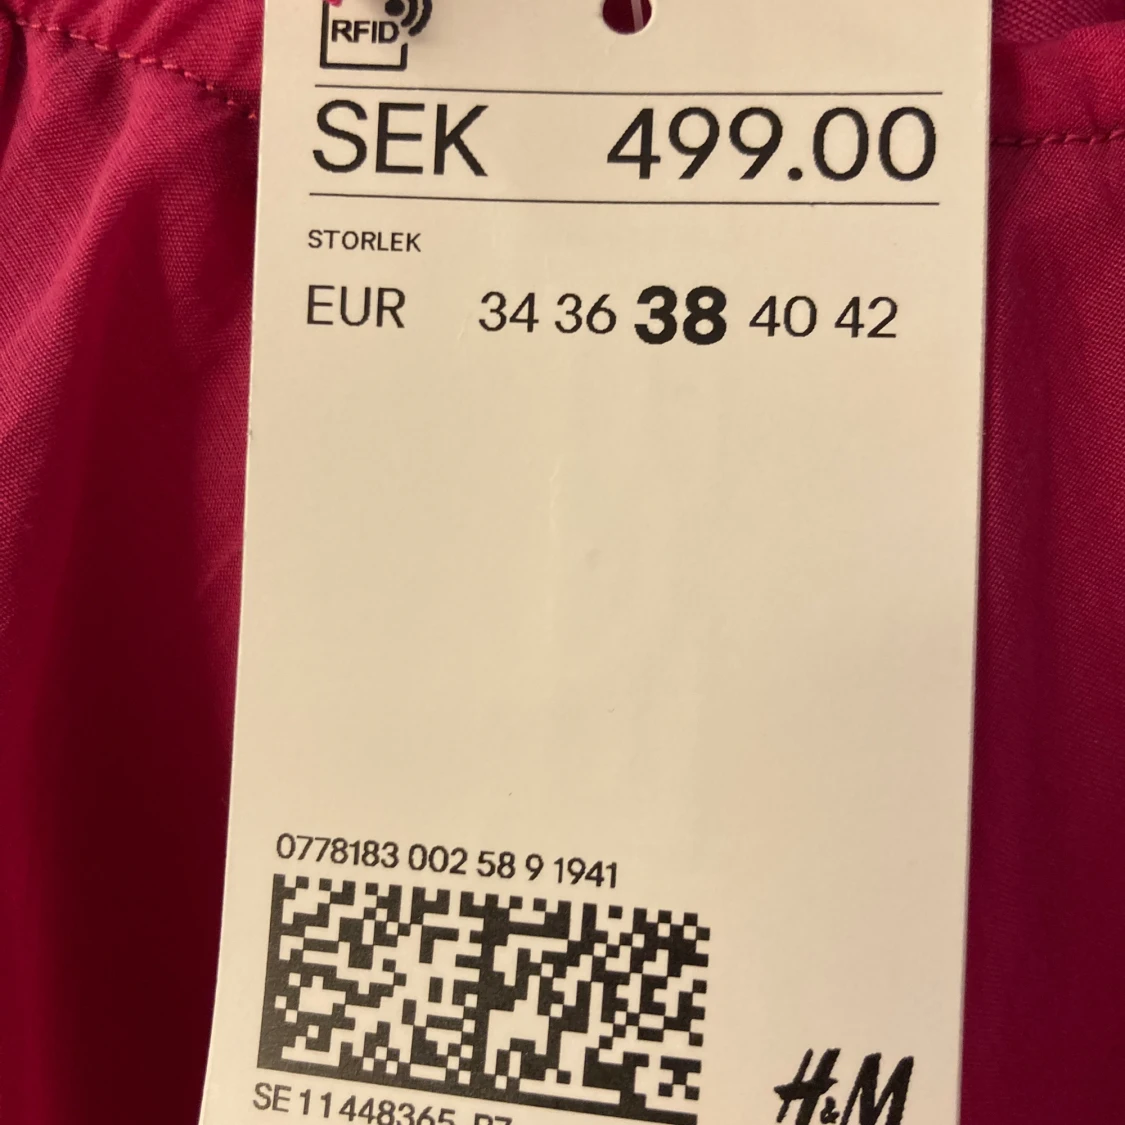 RFID
SEK 499.00
STORLEK
EUR 34 36 38 40 42
0778183 002 58 9 1941
SE 11448365
H&M